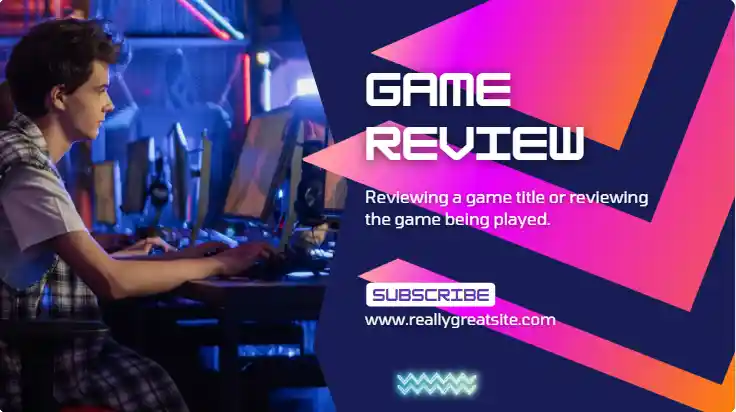 GAME
REVIEW
Reviewing a game title or reviewing
the game being played.
SUBSCRIBE
www.reallygreatsite.com